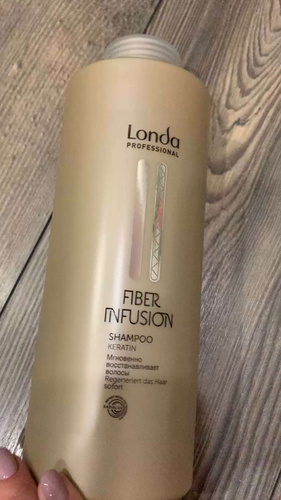 Londa
PROFESSIONAL
FIBER
INFUSION
SHAMPOO
KERATIN
Мгновенно
восстанавливает
волосы
Regeneriert das Haar
sofort